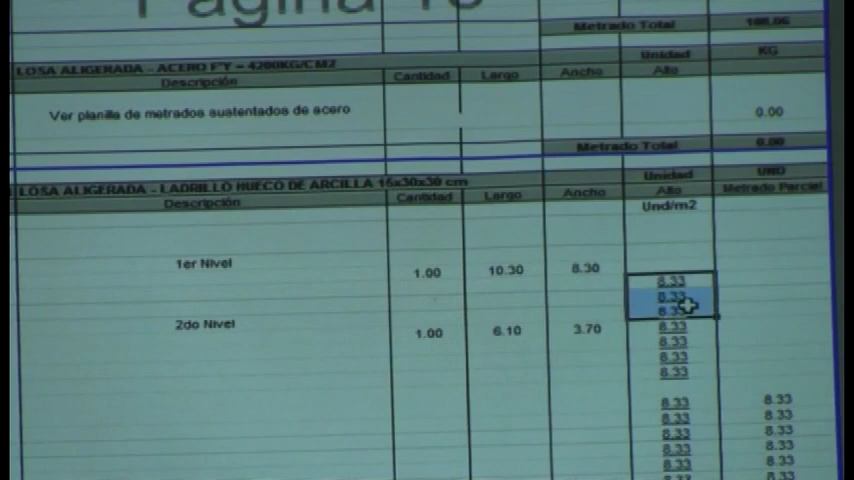 Página
Metrado Total 108.06
Unidad KG
LOSA ALIGERADA - ACERO F'Y = 4200KG/CM2
Descripción Cantidad Largo Ancho Alto
Ver planilla de metrados sustentados de acero 0.00
Metrado Total 0.00
Unidad UND
LOSA ALIGERADA - LADRILLO HUECO DE ARCILLA 15x30x30 cm
Descripción Cantidad Largo Ancho Alto Metrado Parcial
Und/m2
1er Nivel 1.00 10.30 8.30
8.33
8.33
8.33
2do Nivel 1.00 6.10 3.70 8.33
8.33
8.33
8.33
8.33 8.33
8.33 8.33
8.33 8.33
8.33 8.33
8.33 8.33
8.33